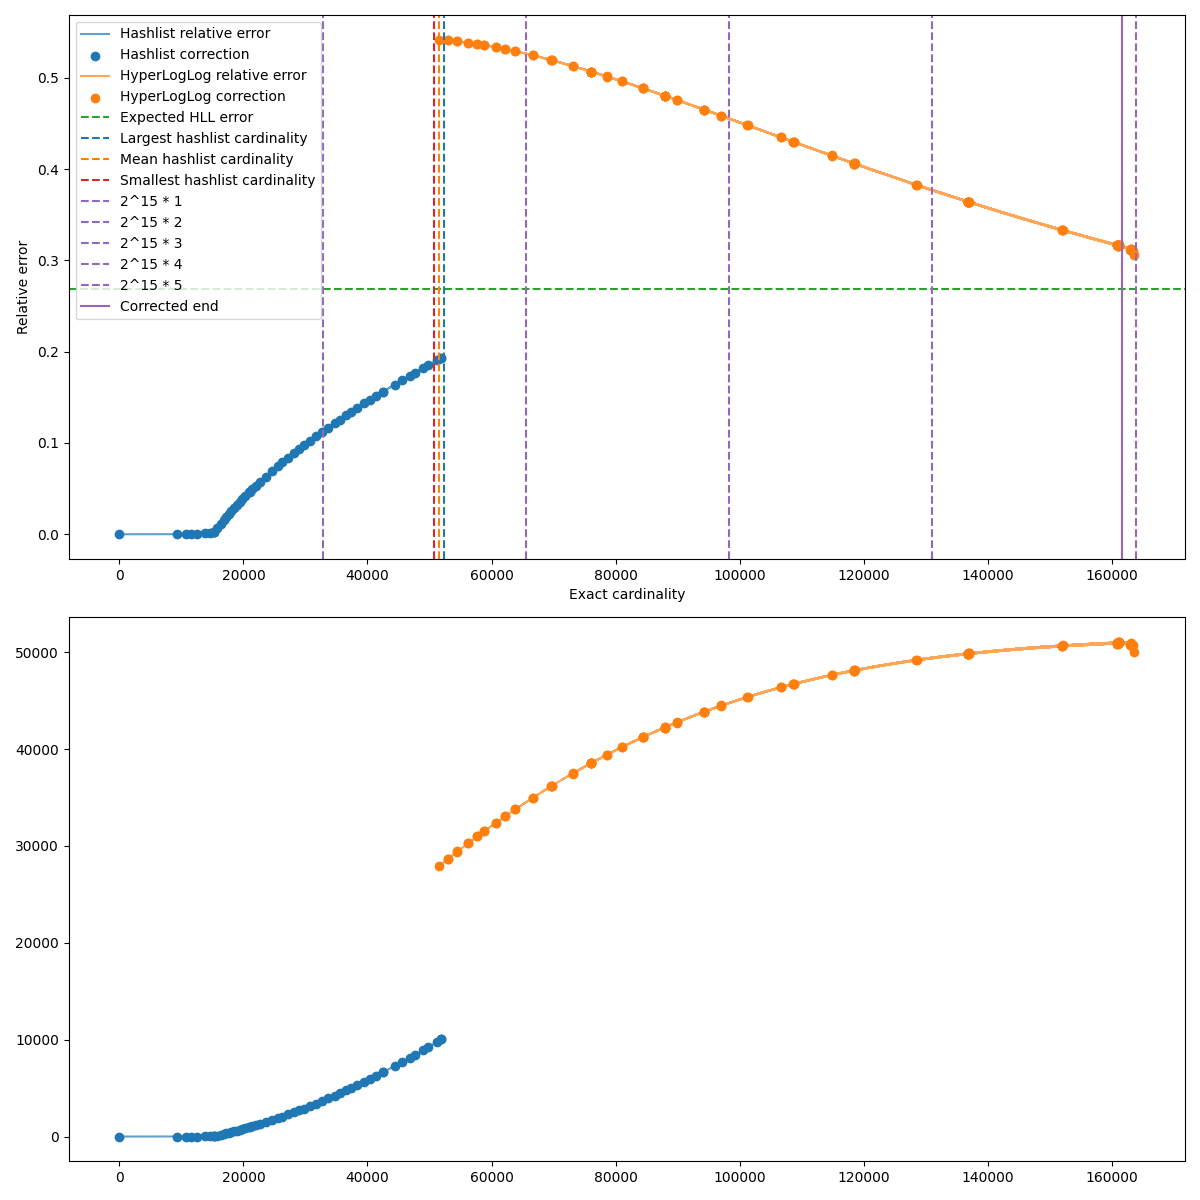 Hashlist relative error
Hashlist correction
HyperLogLog relative error
HyperLogLog correction
Expected HLL error
Largest hashlist cardinality
Mean hashlist cardinality
Smallest hashlist cardinality
2^15 * 1
2^15 * 2
2^15 * 3
2^15 * 4
2^15 * 5
Corrected end
Relative error
0.5
0.4
0.3
0.2
0.1
0.0
0 20000 40000 60000 80000 100000 120000 140000 160000
Exact cardinality
50000
40000
30000
20000
10000
0
0 20000 40000 60000 80000 100000 120000 140000 160000